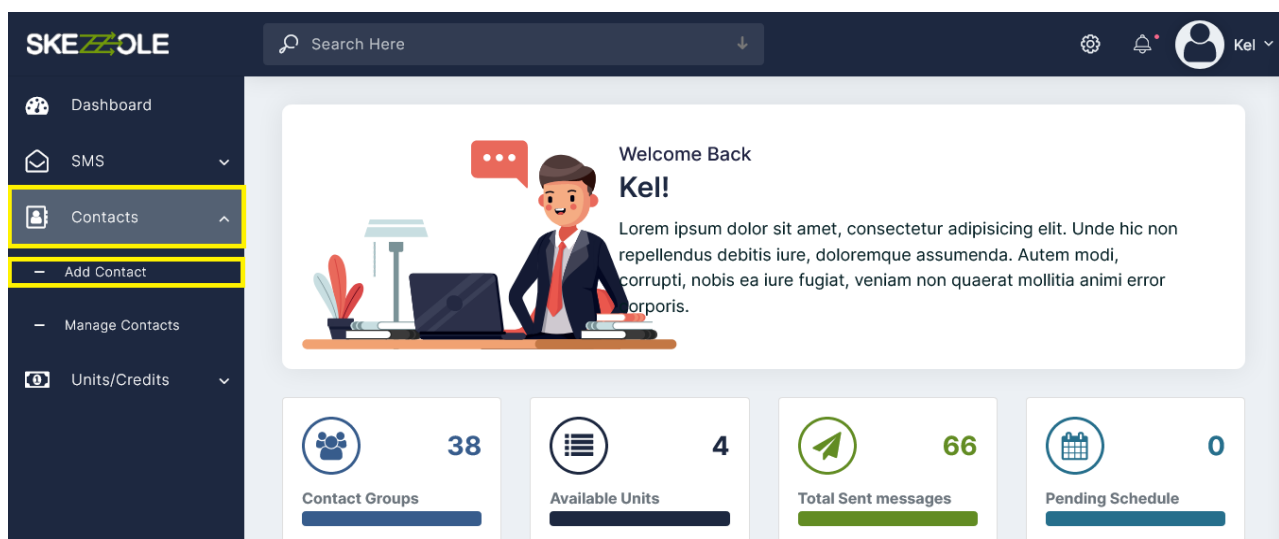 SKEZZOLE
Search Here
Kel
Dashboard
SMS
Contacts
Add Contact
Manage Contacts
Units/Credits
Welcome Back
Kel!
Lorem ipsum dolor sit amet, consectetur adipisicing elit. Unde hic non
repellendus debitis iure, doloremque assumenda. Autem modi,
corrupti, nobis ea iure fugiat, veniam non quaerat mollitia animi error
corporis.
38
Contact Groups
4
Available Units
66
Total Sent messages
0
Pending Schedule